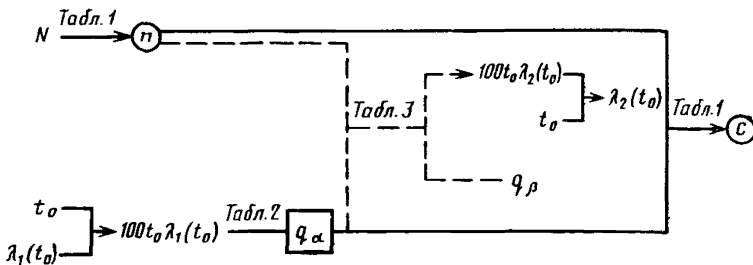 Табл.1
N n
100t₀λ₂(t₀)
t₀ λ₂(t₀)
Табл.3
Табл.1
C
q_β
t₀
λ₁(t₀) 100t₀λ₁(t₀) Табл.2 q_α